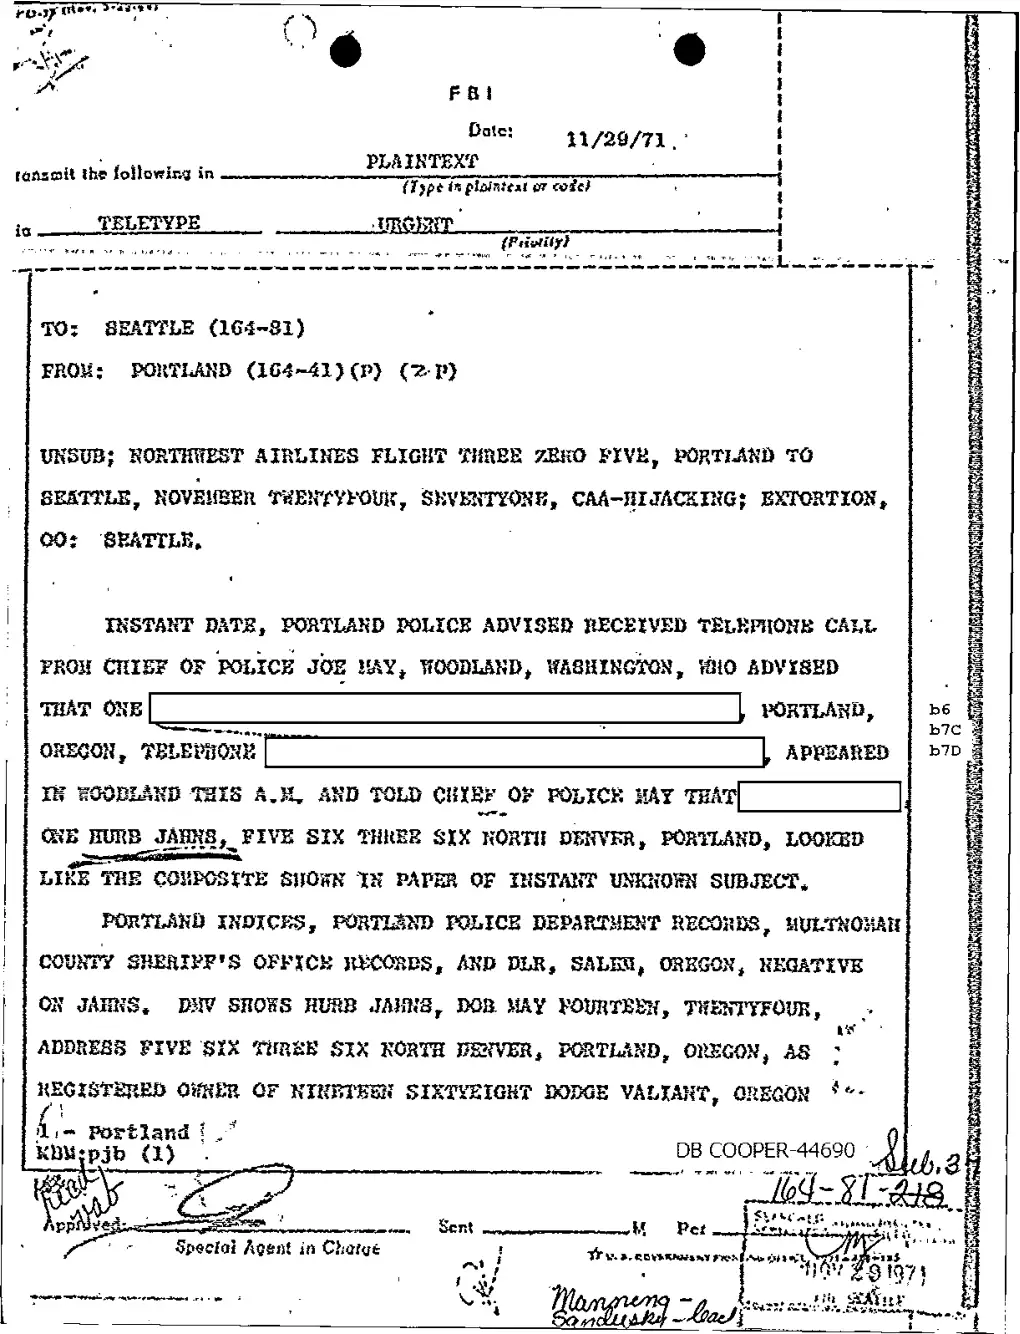 FBI
Date: 11/29/71
Transmit the following in PLAINTEXT
(Type in plaintext or code)
TELETYPE URGENT
(Priority)
TO: SEATTLE (164-81)
FROM: PORTLAND (164-41)(P) (2 P)
UNSUB; NORTHWEST AIRLINES FLIGHT THREE ZERO FIVE, PORTLAND TO
SEATTLE, NOVEMBER TWENTYFOUR, SEVENTYONE, CAA-HIJACKING; EXTORTION,
OO: SEATTLE.
INSTANT DATE, PORTLAND POLICE ADVISED RECEIVED TELEPHONE CALL
FROM CHIEF OF POLICE JOE MAY, WOODLAND, WASHINGTON, WHO ADVISED
THAT ONE , PORTLAND, b6
b7C
OREGON, TELEPHONE , APPEARED b7D
IN WOODLAND THIS A.M. AND TOLD CHIEF OF POLICE MAY THAT
ONE HURB JAHNS, FIVE SIX THREE SIX NORTH DENVER, PORTLAND, LOOKED
LIKE THE COMPOSITE SHOWN IN PAPER OF INSTANT UNKNOWN SUBJECT.
PORTLAND INDICES, PORTLAND POLICE DEPARTMENT RECORDS, MULTNOMAH
COUNTY SHERIFF'S OFFICE RECORDS, AND DLR, SALEM, OREGON, NEGATIVE
ON JAHNS. DMV SHOWS HURB JAHNS, DOB MAY FOURTEEN, TWENTYFOUR,
ADDRESS FIVE SIX THREE SIX NORTH DENVER, PORTLAND, OREGON, AS
REGISTERED OWNER OF NINETEEN SIXTYEIGHT DODGE VALIANT, OREGON
1 - Portland
KBM:pjb (1)
DB COOPER-44690
Sub. 3
164-81-218
Read
Approved: Sent M Per
Special Agent in Charge
NOV 29 1971
FBI SEATTLE
Manning -
Sandusky -